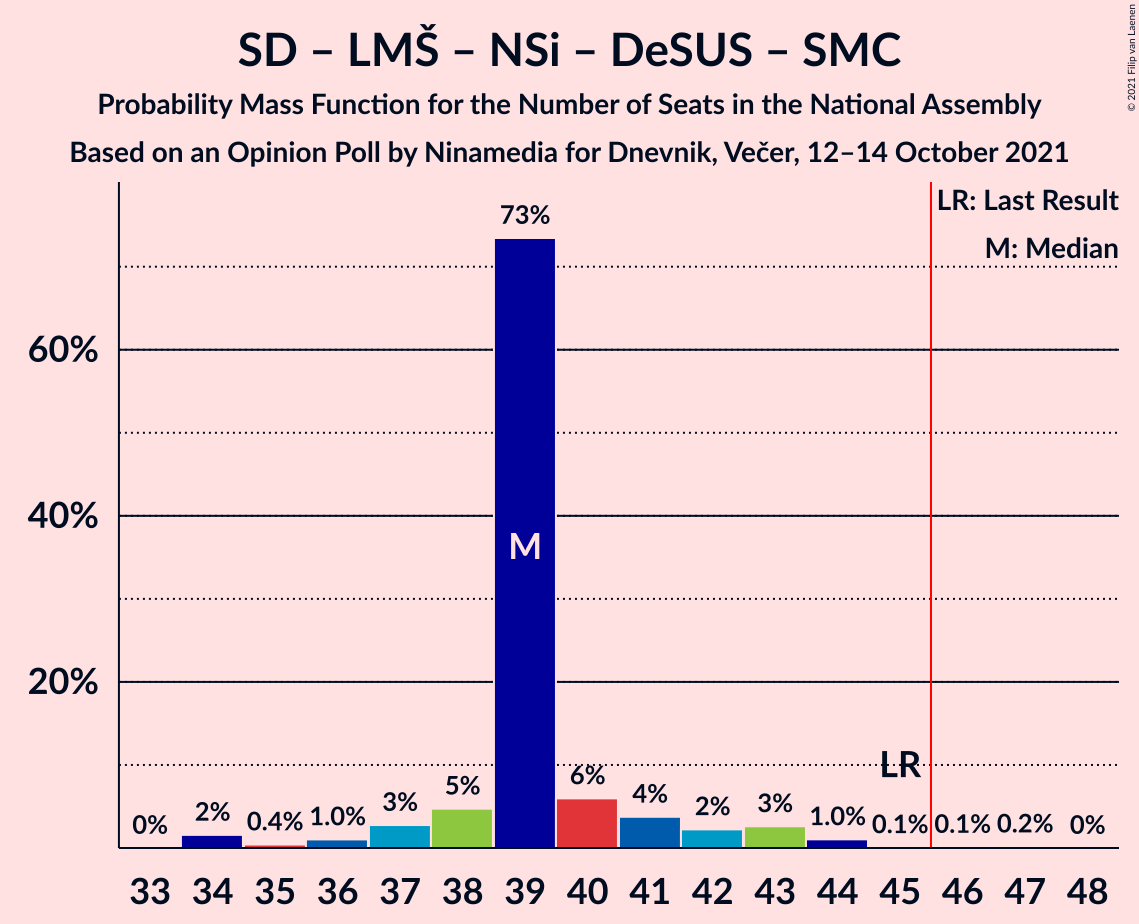 SD – LMŠ – NSi – DeSUS – SMC
Probability Mass Function for the Number of Seats in the National Assembly
Based on an Opinion Poll by Ninamedia for Dnevnik, Večer, 12–14 October 2021
© 2021 Filip van Laenen
LR: Last Result
M: Median
73%
60%
40%
M
20%
LR
0% 2% 0.4% 1.0% 3% 5% 6% 4% 2% 3% 1.0% 0.1% 0.1% 0.2% 0%
33 34 35 36 37 38 39 40 41 42 43 44 45 46 47 48